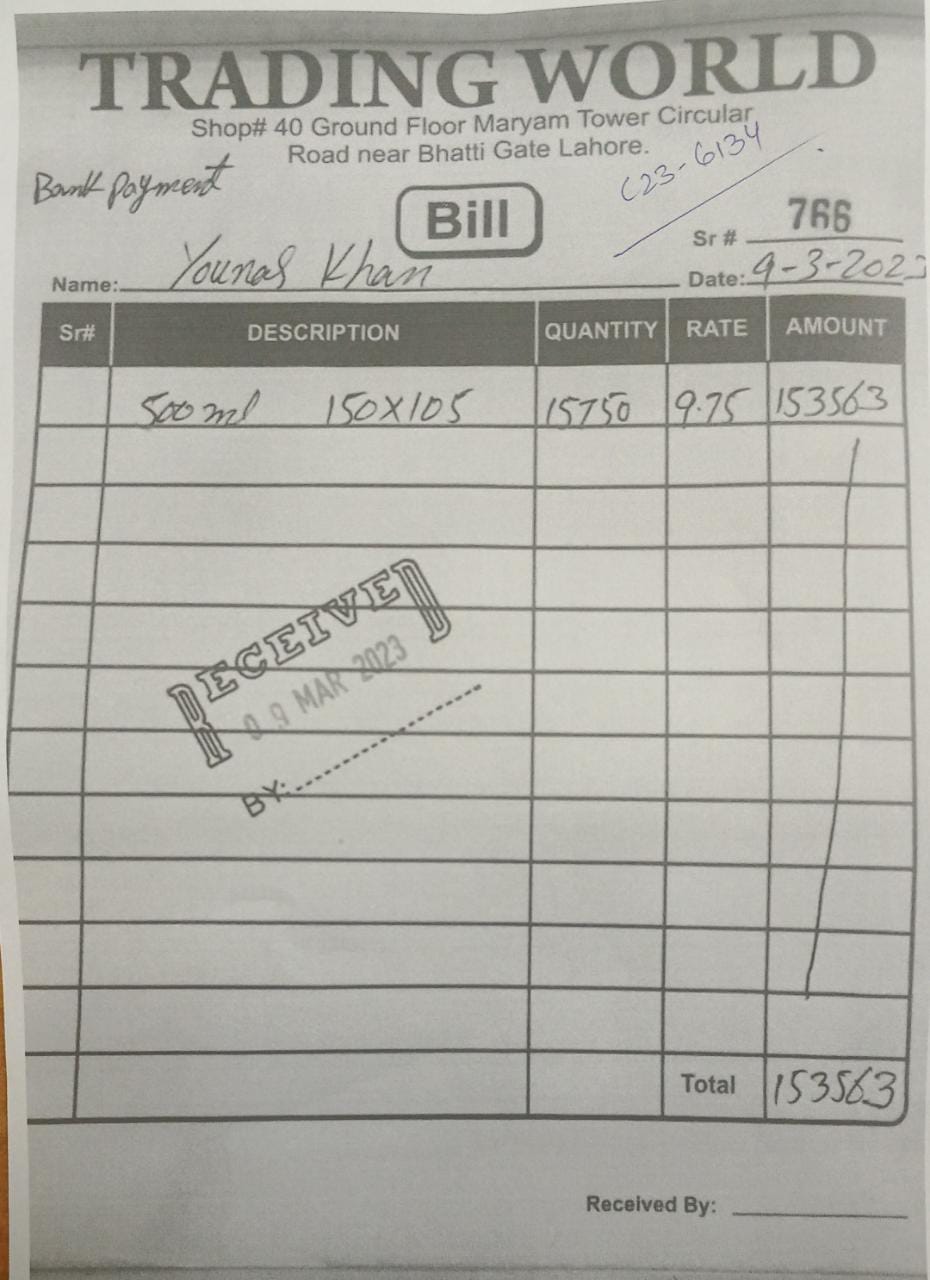 TRADING WORLD
Shop# 40 Ground Floor Maryam Tower Circular
Road near Bhatti Gate Lahore.
Bank Payment
C23-6134
Bill
Sr # 766
Name: Younas Khan
Date: 9-3-2023
Sr# DESCRIPTION QUANTITY RATE AMOUNT
500 ml 150X105 15750 9.75 153563
RECEIVED
09 MAR 2023
BY:
Total 153563
Received By: